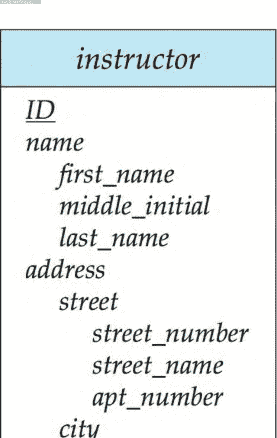 instructor
ID
name
first_name
middle_initial
last_name
address
street
street_number
street_name
apt_number
city